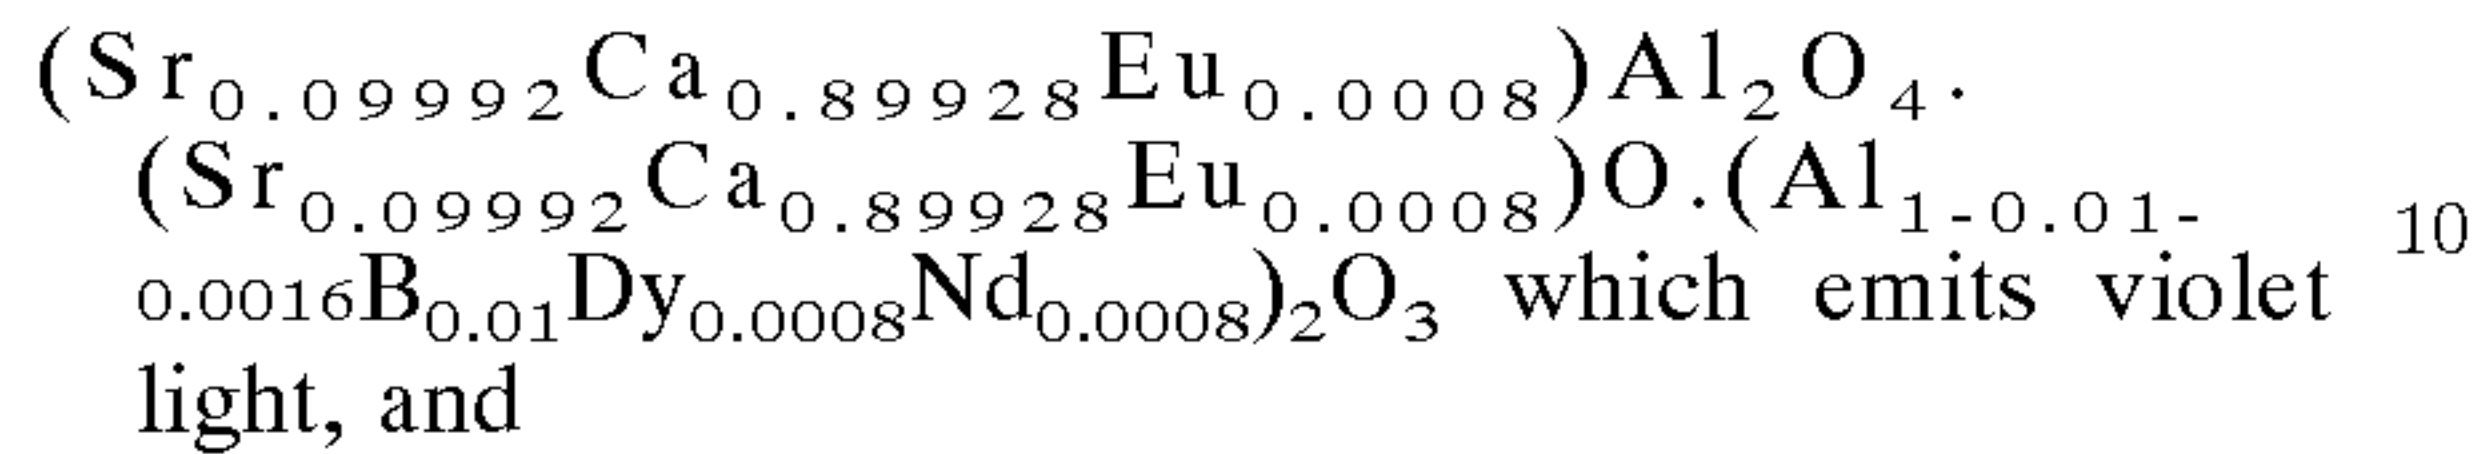 (Sr0.09992Ca0.89928Eu0.0008)Al2O4.
(Sr0.09992Ca0.89928Eu0.0008)O.(Al1-0.01-
10
0.0016B0.01Dy0.0008Nd0.0008)2O3 which emits violet
light, and